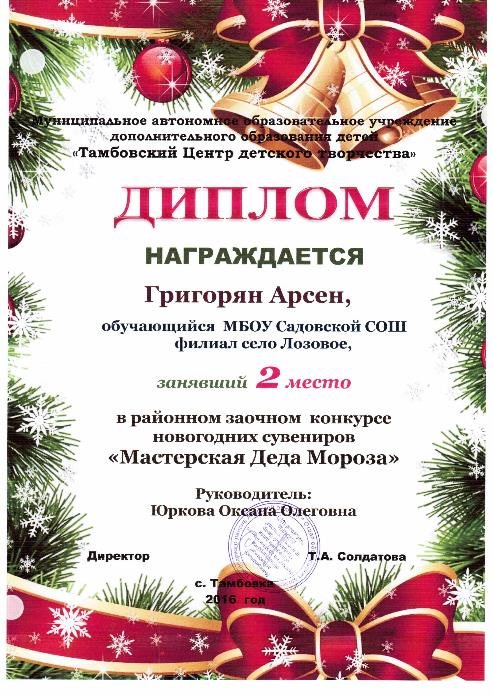 Муниципальное автономное образовательное учреждение
дополнительного образования детей
«Тамбовский Центр детского творчества»
ДИПЛОМ
НАГРАЖДАЕТСЯ
Григорян Арсен,
обучающийся МБОУ Садовской СОШ
филиал село Лозовое,
занявший 2 место
в районном заочном конкурсе
новогодних сувениров
«Мастерская Деда Мороза»
Руководитель:
Юркова Оксана Олеговна
Директор Т.А. Солдатова
с. Тамбовка
2016 год